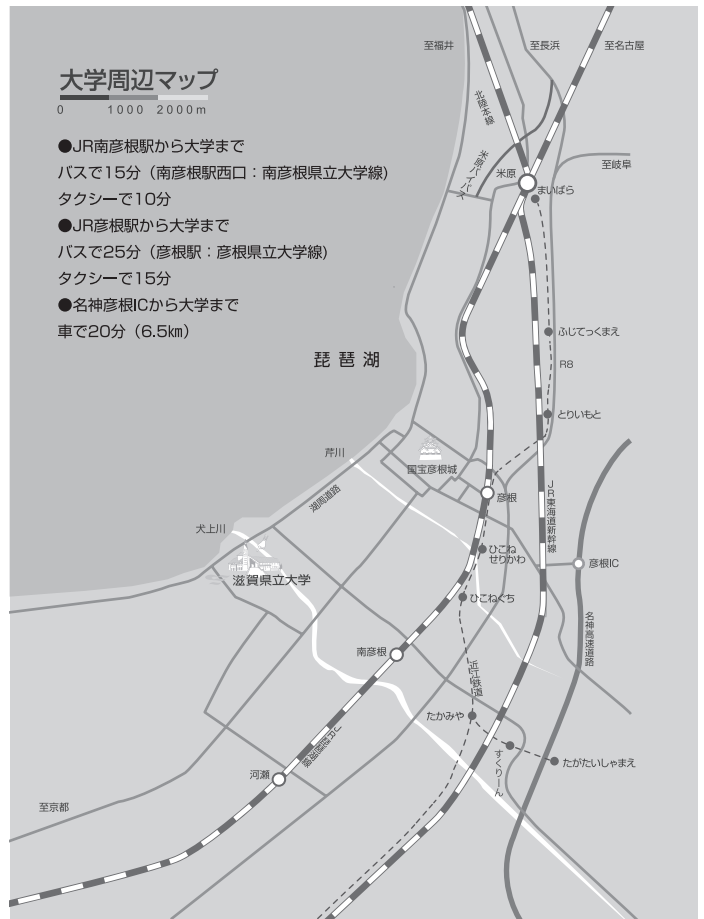 大学周辺マップ
0 1000 2000m
●JR南彦根駅から大学まで
バスで15分（南彦根駅西口：南彦根県立大学線）
タクシーで10分
●JR彦根駅から大学まで
バスで25分（彦根駅：彦根県立大学線）
タクシーで15分
●名神彦根ICから大学まで
車で20分（6.5㎞）
至福井
至長浜
至名古屋
北陸本線
米原バイパス
米原
まいばら
至岐阜
ふじてっくまえ
R8
とりいもと
琵琶湖
芹川
国宝彦根城
彦根
湖周道路
JR東海道新幹線
犬上川
滋賀県立大学
ひこね
せりかわ
彦根IC
ひこねぐち
名神高速道路
南彦根
近江鉄道
たかみや
すくりーん
たがたいしゃまえ
JR琵琶湖線
河瀬
至京都